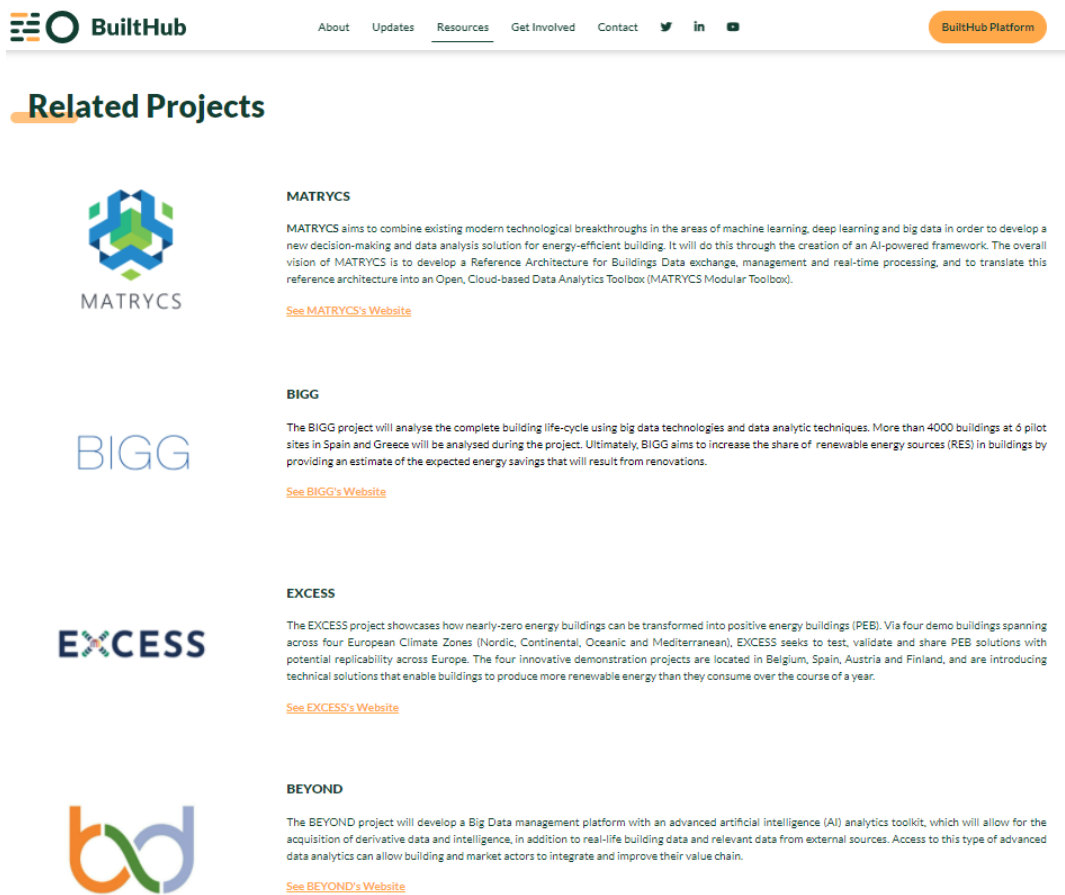 BuiltHub
About Updates Resources Get Involved Contact
BuiltHub Platform
Related Projects
MATRYCS
MATRYCS
MATRYCS aims to combine existing modern technological breakthroughs in the areas of machine learning, deep learning and big data in order to develop a
new decision-making and data analysis solution for energy-efficient building. It will do this through the creation of an AI-powered framework. The overall
vision of MATRYCS is to develop a Reference Architecture for Buildings Data exchange, management and real-time processing, and to translate this
reference architecture into an Open, Cloud-based Data Analytics Toolbox (MATRYCS Modular Toolbox).
See MATRYCS's Website
BIGG
BIGG
The BIGG project will analyse the complete building life-cycle using big data technologies and data analytic techniques. More than 4000 buildings at 6 pilot
sites in Spain and Greece will be analysed during the project. Ultimately, BIGG aims to increase the share of renewable energy sources (RES) in buildings by
providing an estimate of the expected energy savings that will result from renovations.
See BIGG's Website
EXCESS
EXCESS
The EXCESS project showcases how nearly-zero energy buildings can be transformed into positive energy buildings (PEB). Via four demo buildings spanning
across four European Climate Zones (Nordic, Continental, Oceanic and Mediterranean), EXCESS seeks to test, validate and share PEB solutions with
potential replicability across Europe. The four innovative demonstration projects are located in Belgium, Spain, Austria and Finland, and are introducing
technical solutions that enable buildings to produce more renewable energy than they consume over the course of a year.
See EXCESS's Website
bd
BEYOND
The BEYOND project will develop a Big Data management platform with an advanced artificial intelligence (AI) analytics toolkit, which will allow for the
acquisition of derivative data and intelligence, in addition to real-life building data and relevant data from external sources. Access to this type of advanced
data analytics can allow building and market actors to integrate and improve their value chain.
See BEYOND's Website